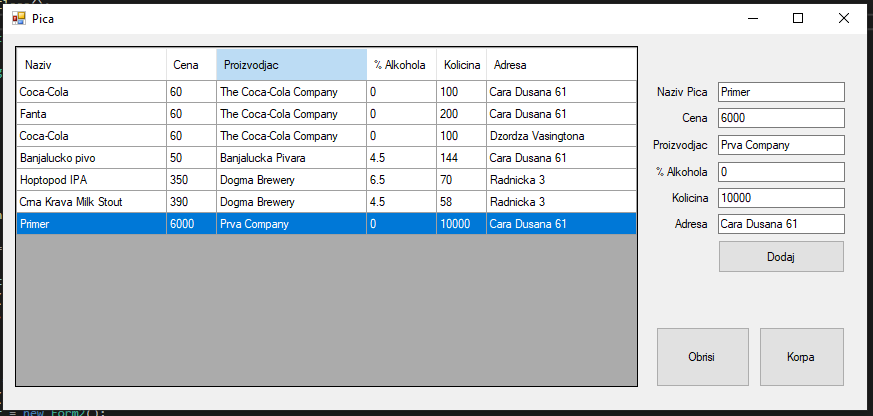 Pica
Naziv Cena Proizvodjac % Alkohola Kolicina Adresa
Coca-Cola 60 The Coca-Cola Company 0 100 Cara Dusana 61
Fanta 60 The Coca-Cola Company 0 200 Cara Dusana 61
Coca-Cola 60 The Coca-Cola Company 0 100 Dzordza Vasingtona
Banjalucko pivo 50 Banjalucka Pivara 4.5 144 Cara Dusana 61
Hoptopod IPA 350 Dogma Brewery 6.5 70 Radnicka 3
Crna Krava Milk Stout 390 Dogma Brewery 4.5 58 Radnicka 3
Primer 6000 Prva Company 0 10000 Cara Dusana 61
Naziv Pica Primer
Cena 6000
Proizvodjac Prva Company
% Alkohola 0
Kolicina 10000
Adresa Cara Dusana 61
Dodaj
Obrisi Korpa
= new Form2();